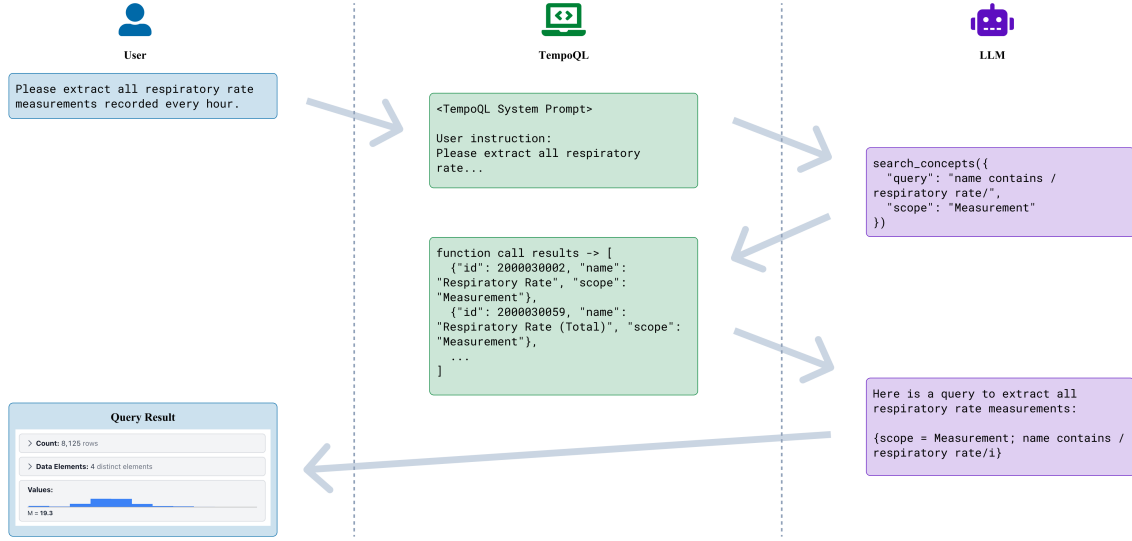 User
TempoQL
LLM
Please extract all respiratory rate
measurements recorded every hour.
<TempoQL System Prompt>
User instruction:
Please extract all respiratory
rate...
search_concepts({
"query": "name contains /
respiratory rate/",
"scope": "Measurement"
})
function call results -> [
{"id": 2000030002, "name":
"Respiratory Rate", "scope":
"Measurement"},
{"id": 2000030059, "name":
"Respiratory Rate (Total)", "scope":
"Measurement"},
...
]
Here is a query to extract all
respiratory rate measurements:
{scope = Measurement; name contains /
respiratory rate/i}
Query Result
Count: 8,125 rows
Data Elements: 4 distinct elements
Values:
M = 19.3